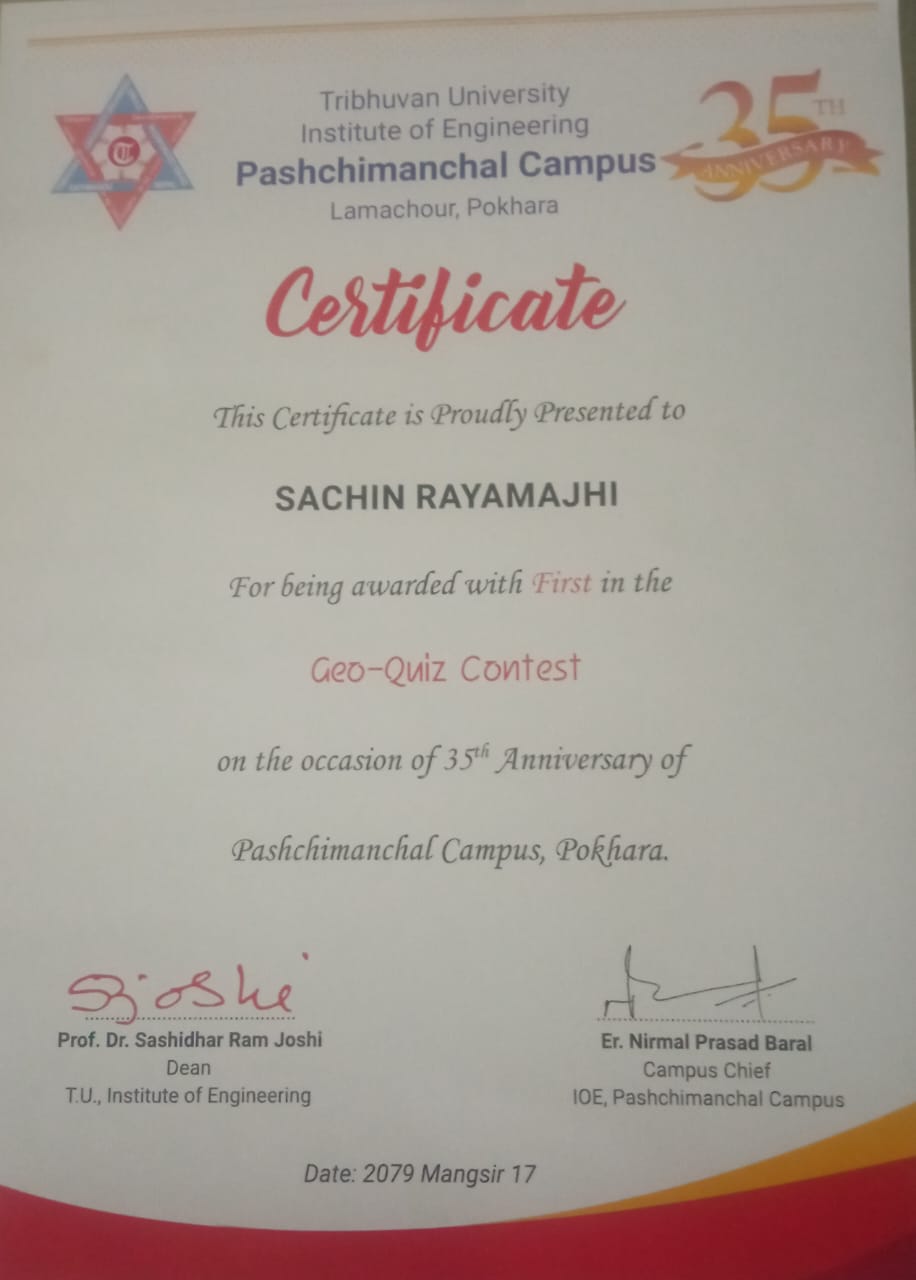 Tribhuvan University
Institute of Engineering
Pashchimanchal Campus
Lamachour, Pokhara
35TH
ANNIVERSARY
Certificate
This Certificate is Proudly Presented to
SACHIN RAYAMAJHI
For being awarded with First in the
Geo-Quiz Contest
on the occasion of 35th Anniversary of
Pashchimanchal Campus, Pokhara.
Sjoshi
Prof. Dr. Sashidhar Ram Joshi
Dean
T.U., Institute of Engineering
Er. Nirmal Prasad Baral
Campus Chief
IOE, Pashchimanchal Campus
Date: 2079 Mangsir 17